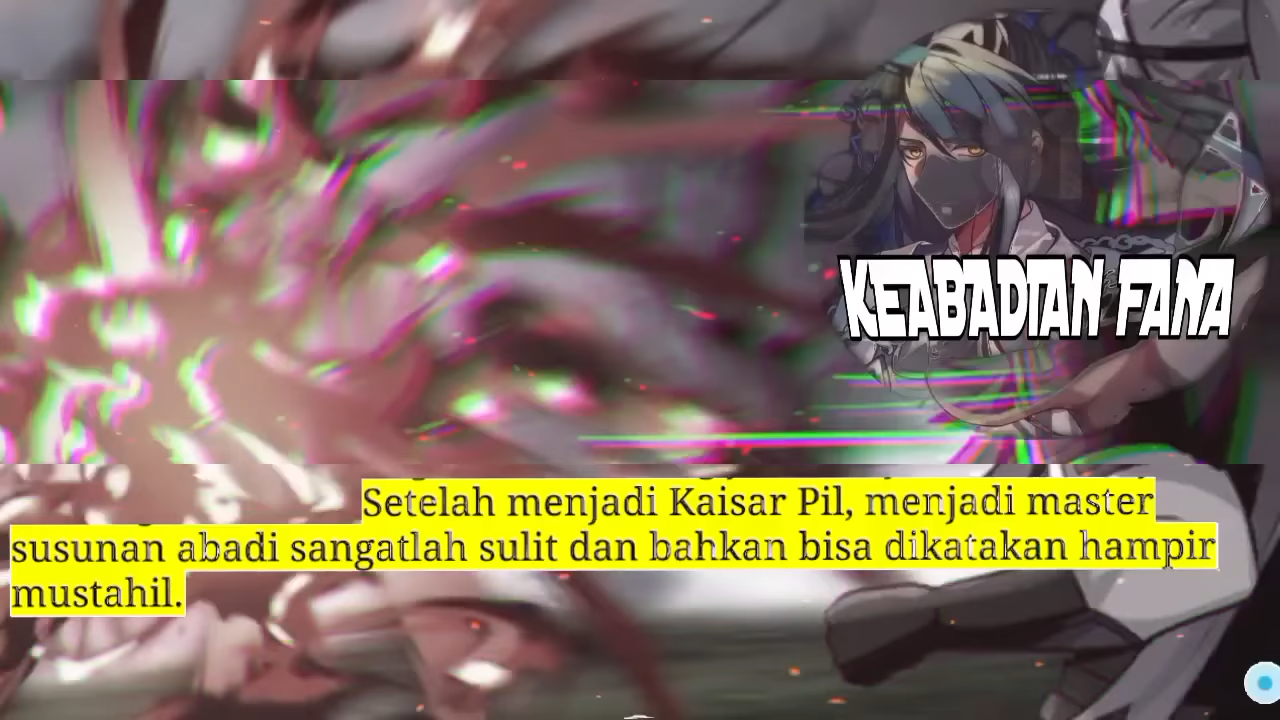 KEABADIAN FANA
Setelah menjadi Kaisar Pil, menjadi master
susunan abadi sangatlah sulit dan bahkan bisa dikatakan hampir
mustahil.